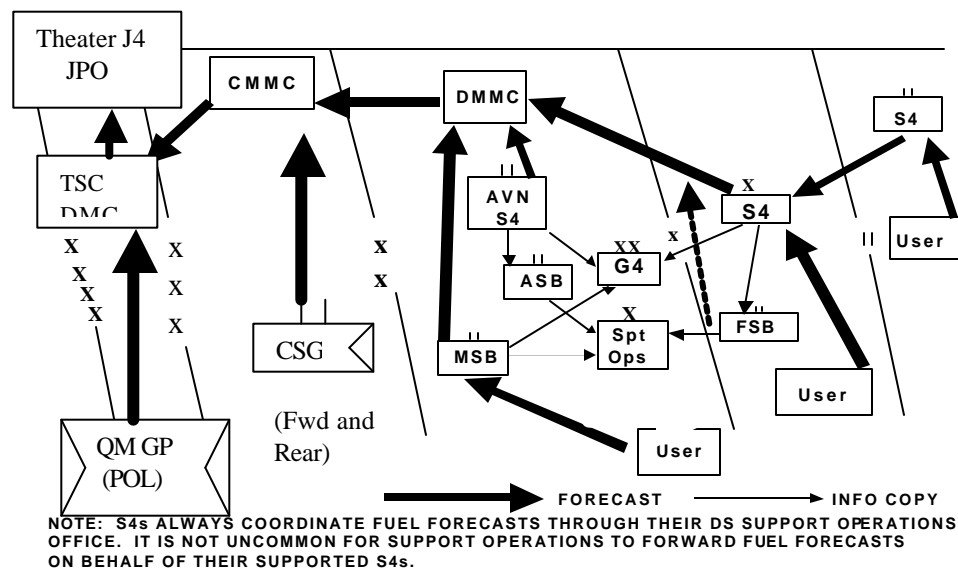 Theater J4
JPO
CMMC
DMMC
S4
TSC
DMC
AVN
S4
X
S4
User
X
X
X
X
X
X
X
X
X
XX
G4
X
ASB
X
Spt
Ops
FSB
CSG
MSB
User
(Fwd and
Rear)
QM GP
(POL)
User
FORECAST
INFO COPY
NOTE: S4s ALWAYS COORDINATE FUEL FORECASTS THROUGH THEIR DS SUPPORT OPERATIONS
OFFICE. IT IS NOT UNCOMMON FOR SUPPORT OPERATIONS TO FORWARD FUEL FORECASTS
ON BEHALF OF THEIR SUPPORTED S4s.